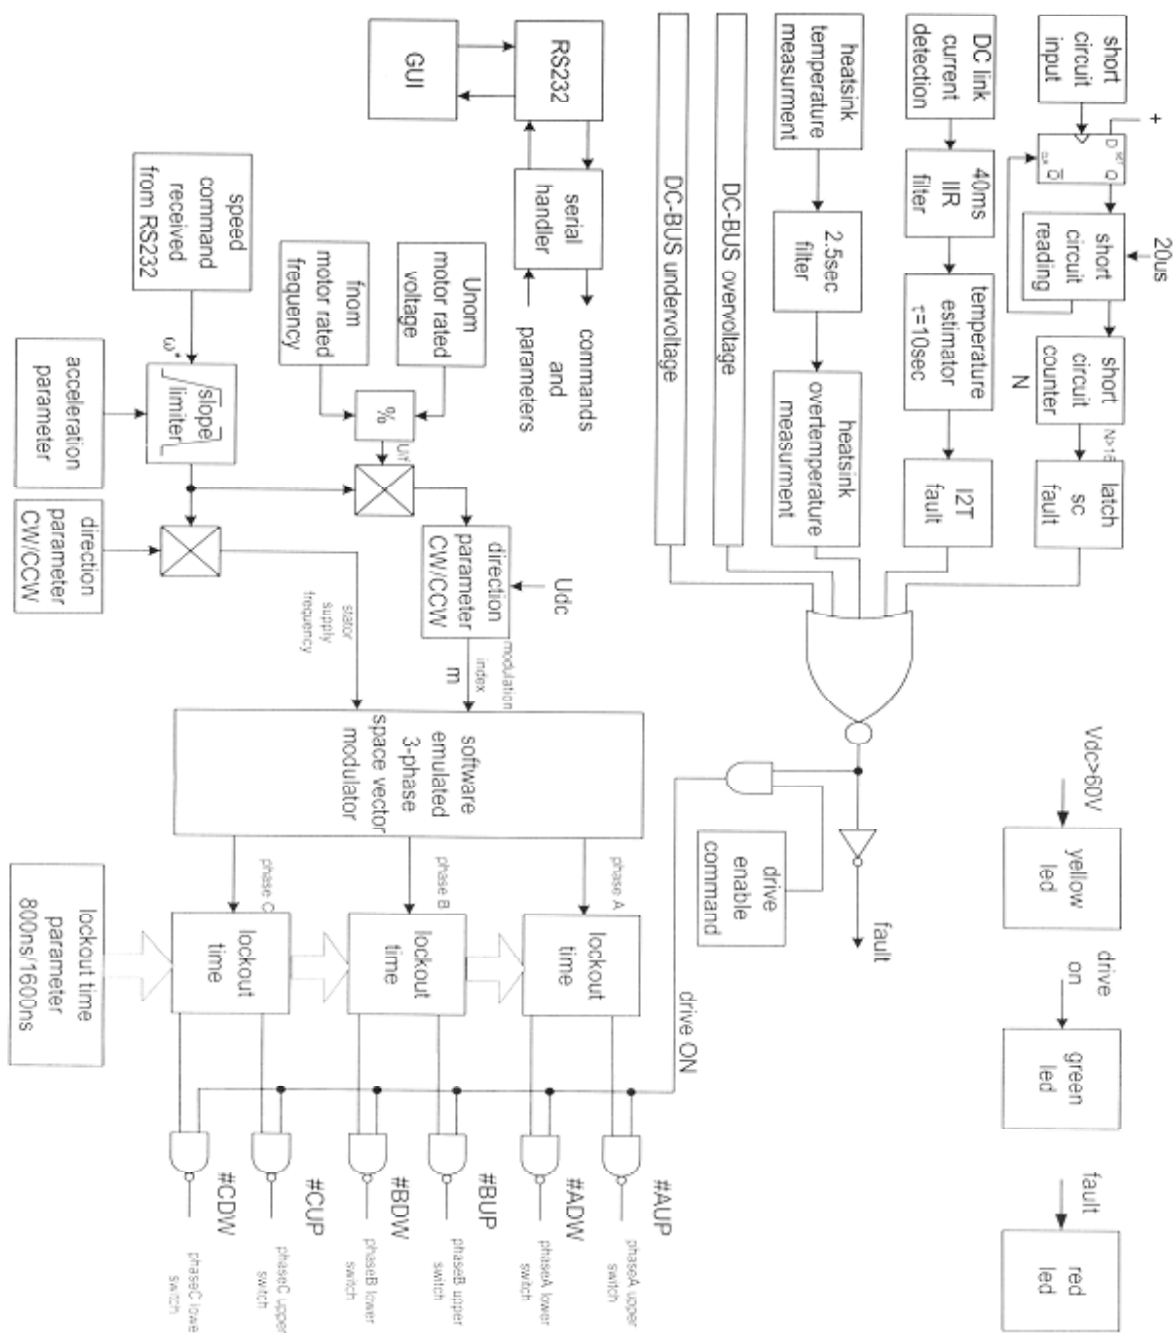 short
circuit
input
+
D
SET
Q
Q
20us
short
circuit
reading
N
short
circuit
counter
N>16
latch
sc
fault
DC link
current
detection
40ms
IIR
filter
temperature
estimator
τ=10sec
I2T
fault
heatsink
temperature
measurment
2.5sec
filter
heatsink
overtemperature
measurment
DC-BUS overvoltage
DC-BUS undervoltage
Vdc>60V
yellow
led
drive
on
green
led
fault
red
led
fault
drive
enable
command
drive ON
RS232
GUI
serial
handler
commands
and
parameters
Unom
motor rated
voltage
fnom
motor rated
frequency
%
U/f
speed
command
received
from RS232
ω*
slope
limiter
acceleration
parameter
direction
parameter
CW/CCW
Udc
direction
parameter
CW/CCW
modulation
index
m
stator
supply
frequency
software
emulated
3-phase
space vector
modulator
phase A
phase B
phase C
lockout
time
lockout
time
lockout
time
lockout time
parameter
800ns/1600ns
#AUP
phaseA upper
switch
#ADW
phaseA lower
switch
#BUP
phaseB upper
switch
#BDW
phaseB lower
switch
#CUP
phaseC upper
switch
#CDW
phaseC lowe
switch